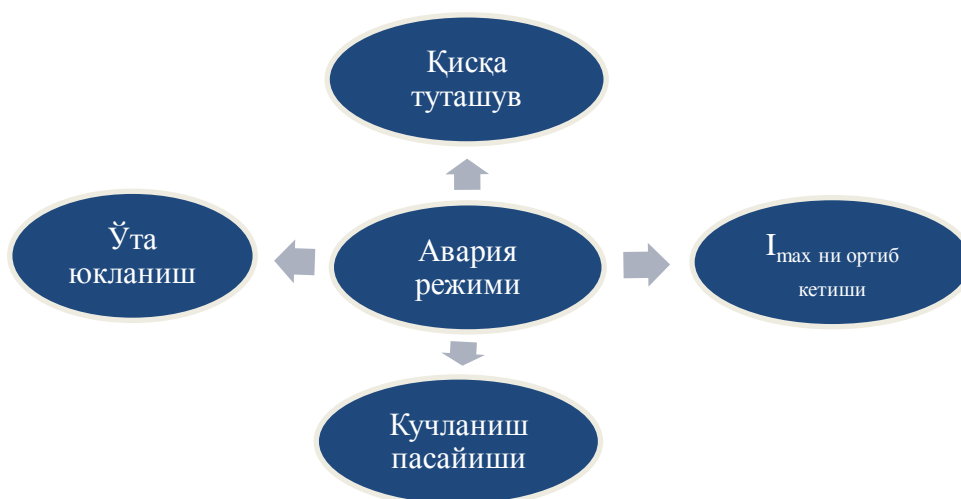 Қисқа
туташув
Ўта
юкланиш
Авария
режими
Imax ни ортиб
кетиши
Кучланиш
пасайиши